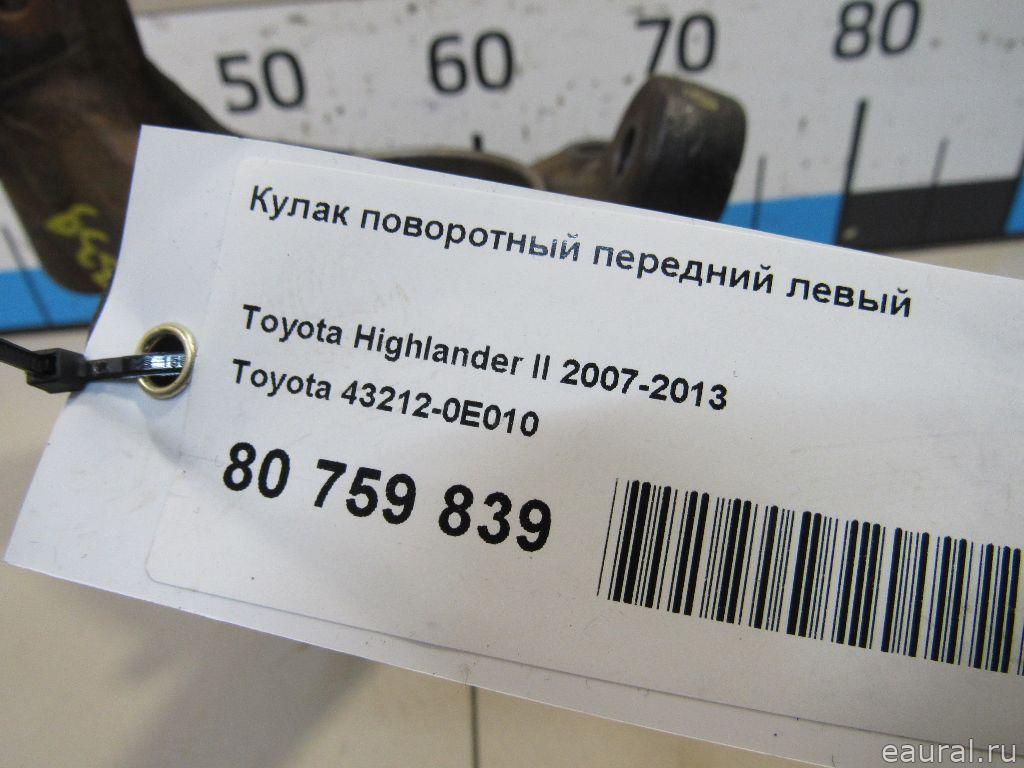 50 60 70 80
Кулак поворотный передний левый
Toyota Highlander II 2007-2013
Toyota 43212-0E010
80 759 839
eaural.ru